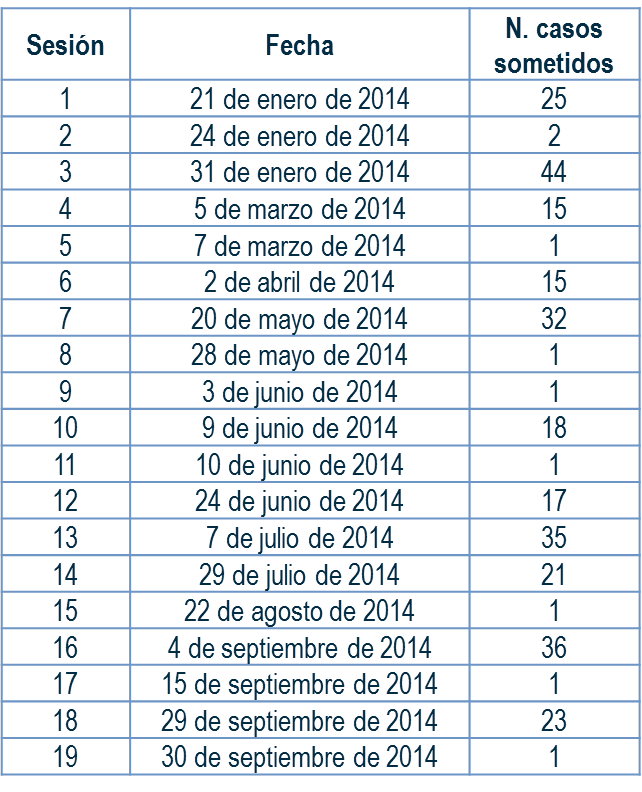 Sesión Fecha N. casos sometidos
1 21 de enero de 2014 25
2 24 de enero de 2014 2
3 31 de enero de 2014 44
4 5 de marzo de 2014 15
5 7 de marzo de 2014 1
6 2 de abril de 2014 15
7 20 de mayo de 2014 32
8 28 de mayo de 2014 1
9 3 de junio de 2014 1
10 9 de junio de 2014 18
11 10 de junio de 2014 1
12 24 de junio de 2014 17
13 7 de julio de 2014 35
14 29 de julio de 2014 21
15 22 de agosto de 2014 1
16 4 de septiembre de 2014 36
17 15 de septiembre de 2014 1
18 29 de septiembre de 2014 23
19 30 de septiembre de 2014 1